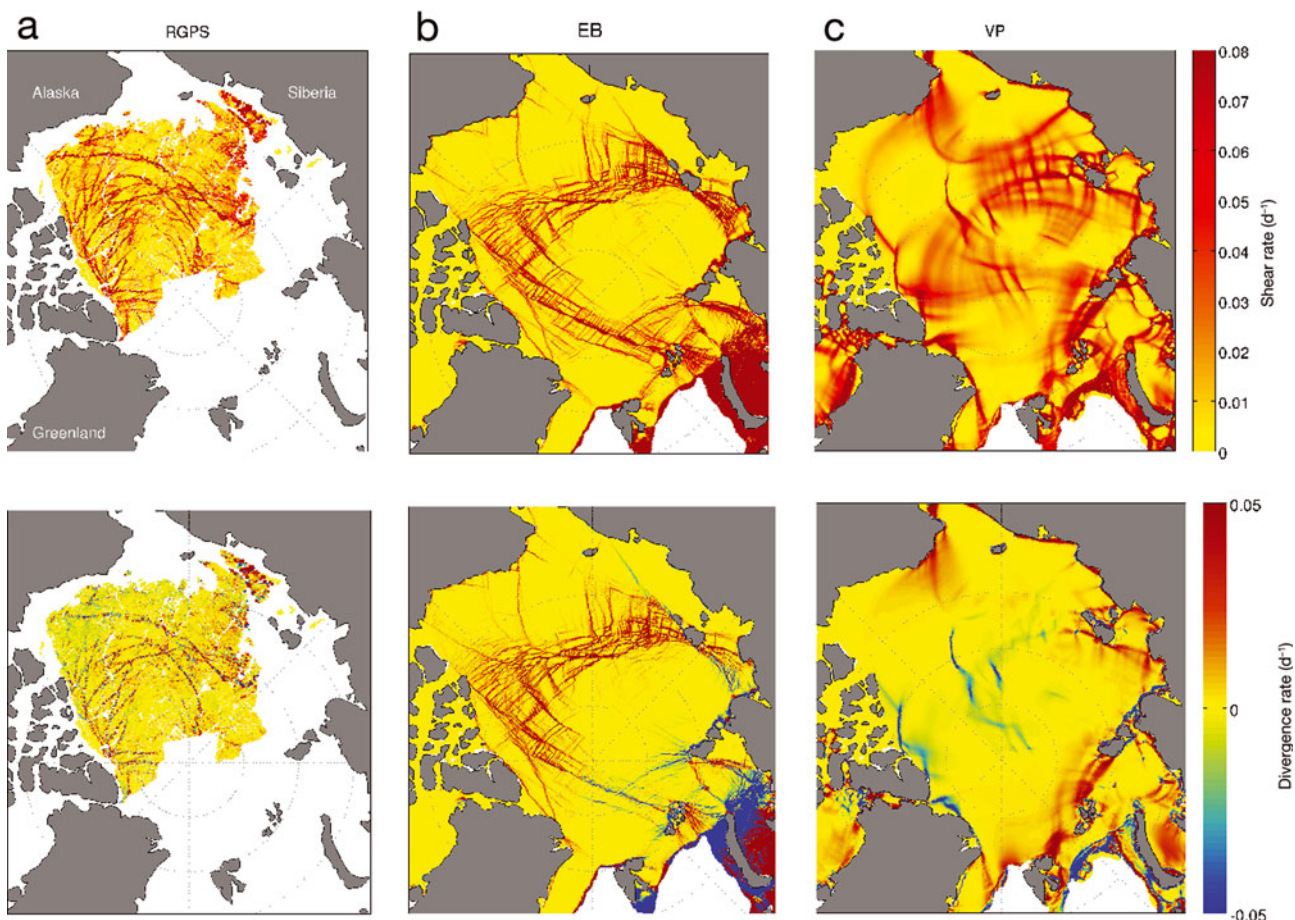 a
RGPS
b
EB
c
VP
Alaska
Siberia
Greenland
0.08
0.07
0.06
0.05
0.04
0.03
0.02
0.01
0
Shear rate (d⁻¹)
0.05
0
-0.05
Divergence rate (d⁻¹)